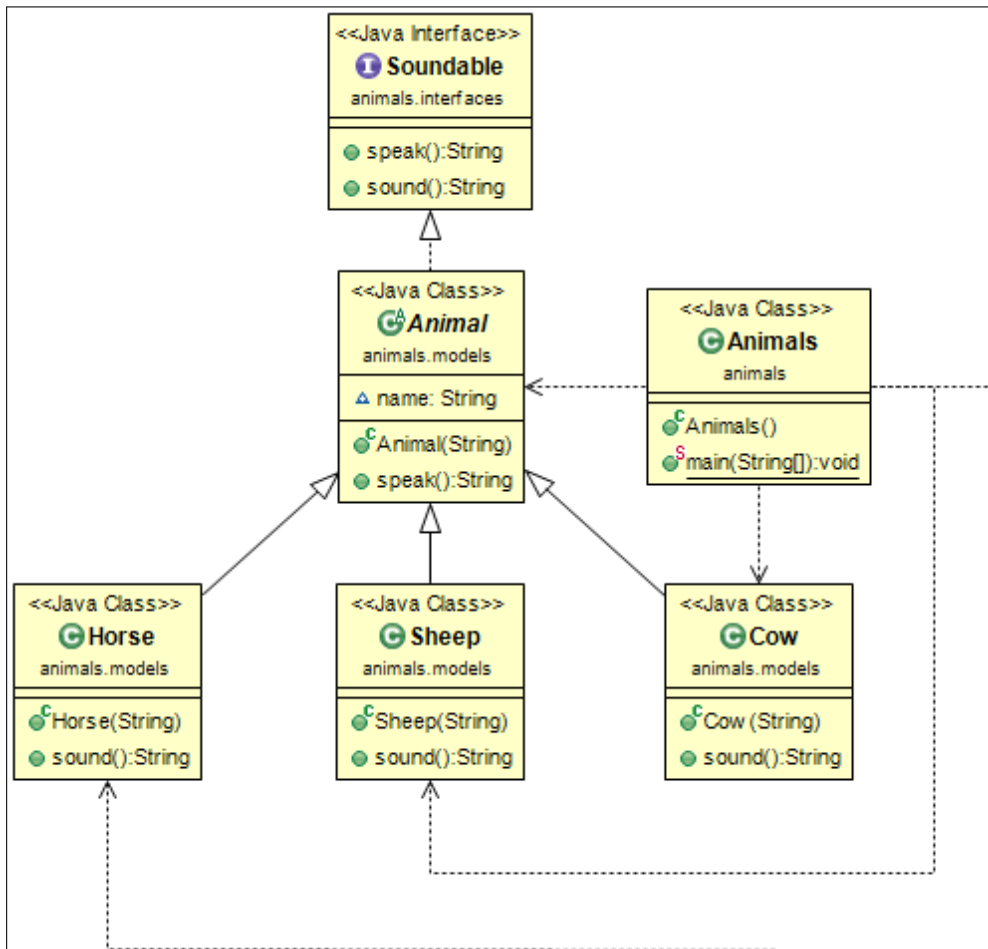 <<Java Interface>>
Soundable
animals.interfaces
speak():String
sound():String
<<Java Class>>
Animal
animals.models
name: String
Animal(String)
speak():String
<<Java Class>>
Animals
animals
Animals()
main(String[]):void
<<Java Class>>
Horse
animals.models
Horse(String)
sound():String
<<Java Class>>
Sheep
animals.models
Sheep(String)
sound():String
<<Java Class>>
Cow
animals.models
Cow (String)
sound():String